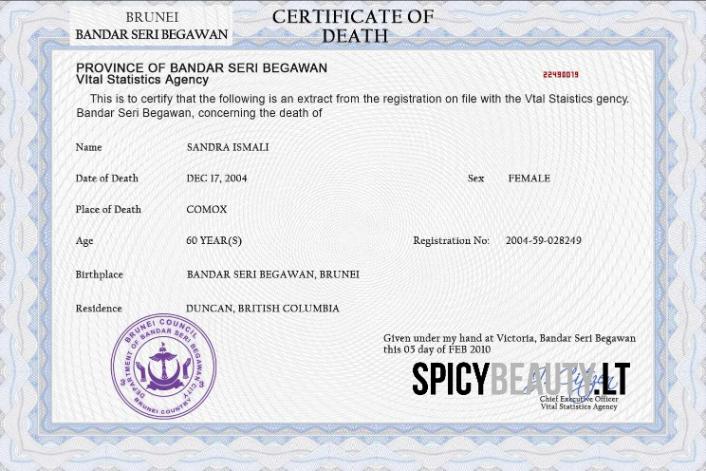 BRUNEI
BANDAR SERI BEGAWAN
CERTIFICATE OF
DEATH
PROVINCE OF BANDAR SERI BEGAWAN
VItal Statistics Agency
22490019
This is to certify that the following is an extract from the registration on file with the Vtal Staistics gency.
Bandar Seri Begawan, concerning the death of
Name SANDRA ISMALI
Date of Death DEC 17, 2004 Sex FEMALE
Place of Death COMOX
Age 60 YEAR(S) Registration No: 2004-59-028249
Birthplace BANDAR SERI BEGAWAN, BRUNEI
Residence DUNCAN, BRITISH COLUMBIA
BRUNEI COUNCIL
DEPARTMENT OF BANDAR SERI BEGAWAN CITY
BRUNEI COUNTRY
Given under my hand at Victoria, Bandar Seri Begawan
this 05 day of FEB 2010
SPICYBEAUTY.LT
Chief Executive Officer
Vital Statistics Agency